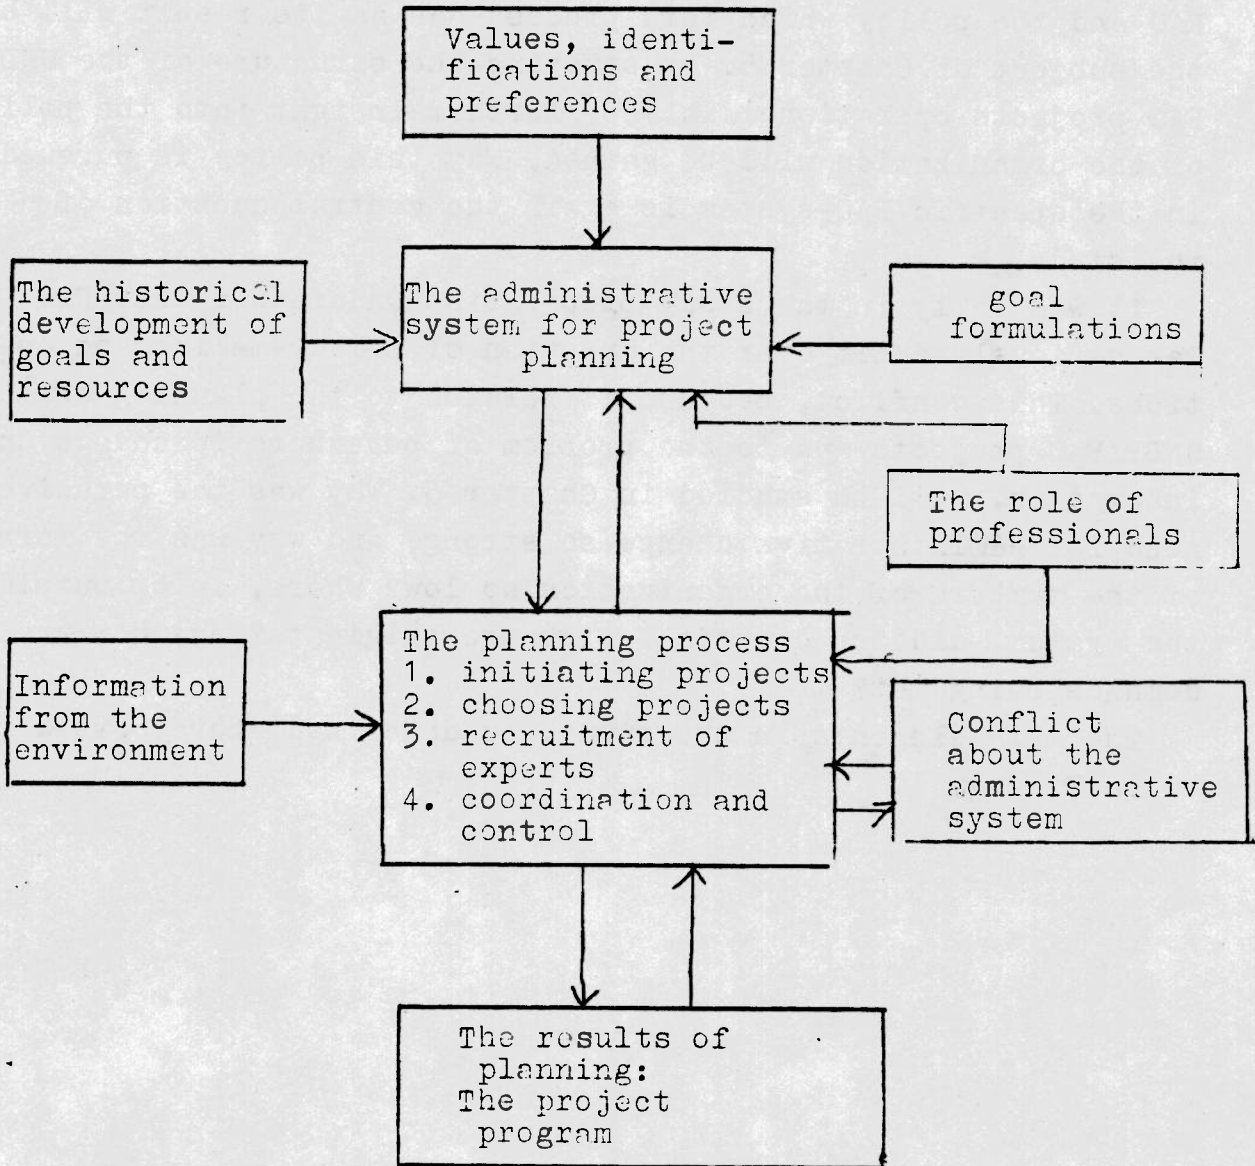 Values, identi-
fications and
preferences
The historical
development of
goals and
resources
The administrative
system for project
planning
goal
formulations
The role of
professionals
Information
from the
environment
The planning process
1. initiating projects
2. choosing projects
3. recruitment of
experts
4. coordination and
control
Conflict
about the
administrative
system
The results of
planning:
The project
program